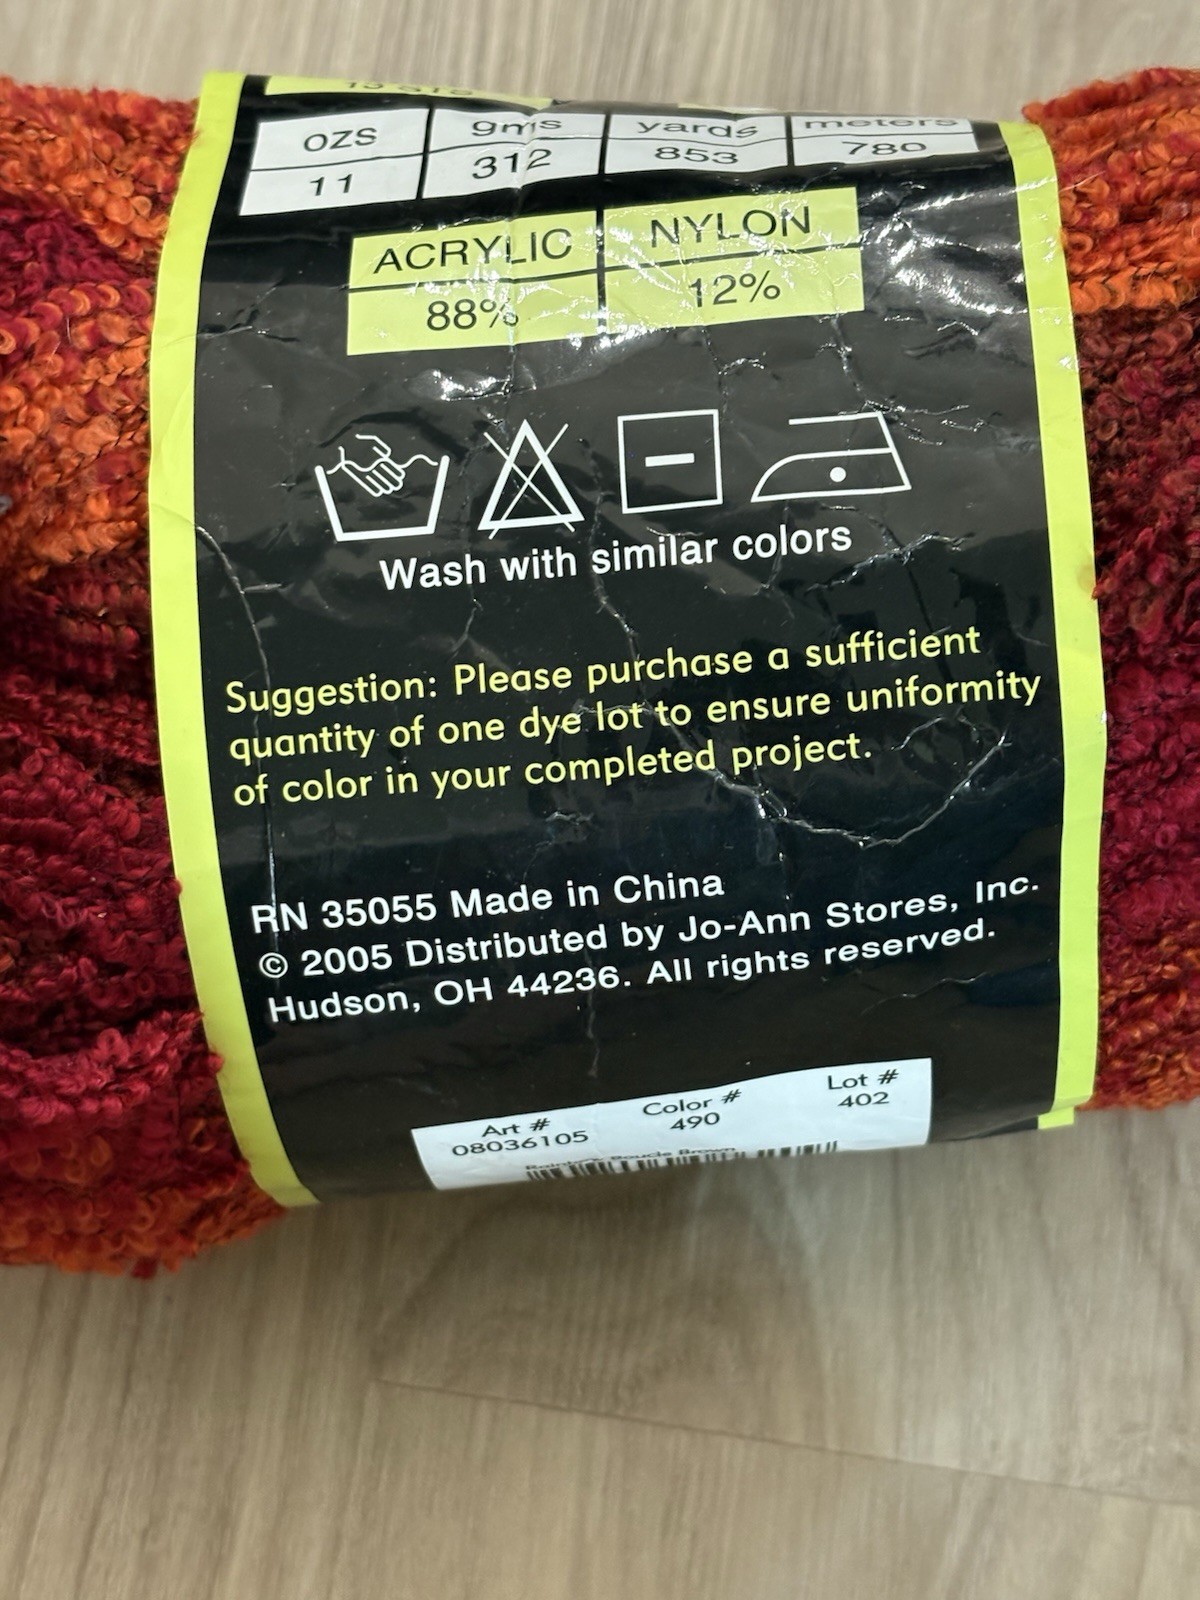 ozs gms yards meters
11 312 853 780
ACRYLIC NYLON
88% 12%
Wash with similar colors
Suggestion: Please purchase a sufficient
quantity of one dye lot to ensure uniformity
of color in your completed project.
RN 35055 Made in China
© 2005 Distributed by Jo-Ann Stores, Inc.
Hudson, OH 44236. All rights reserved.
Art # Color # Lot #
08036105 490 402
Boucle Brown